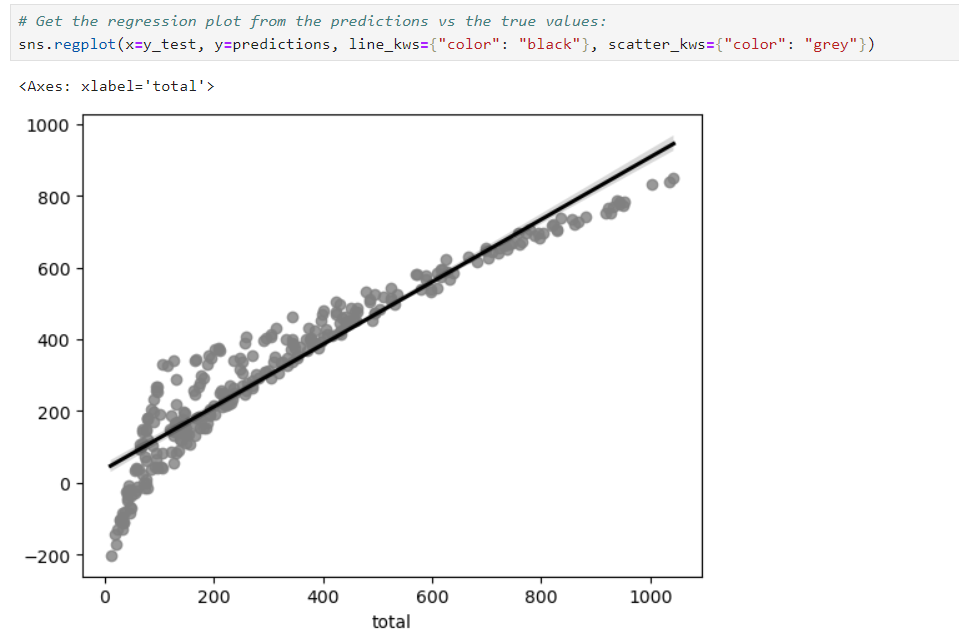 # Get the regression plot from the predictions vs the true values:
sns.regplot(x=y_test, y=predictions, line_kws={"color": "black"}, scatter_kws={"color": "grey"})
<Axes: xlabel='total'>
1000
800
600
400
200
0
−200
0 200 400 600 800 1000
total